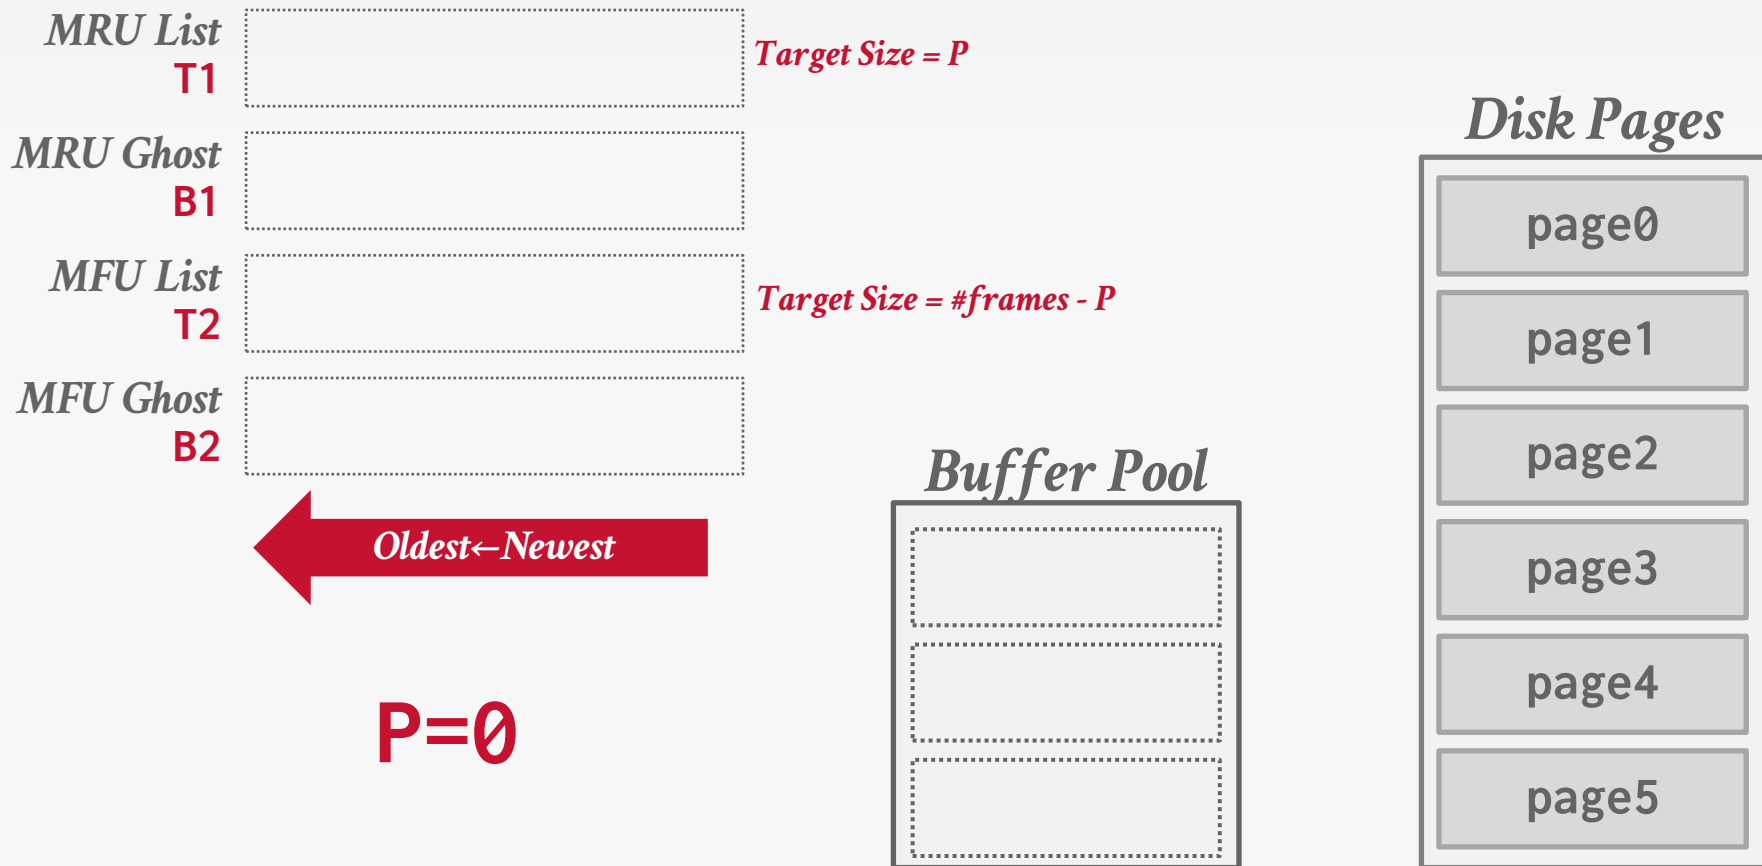 MRU List
T1
Target Size = P
MRU Ghost
B1
MFU List
T2
Target Size = #frames - P
MFU Ghost
B2
Oldest←Newest
P=0
Buffer Pool
Disk Pages
page0
page1
page2
page3
page4
page5